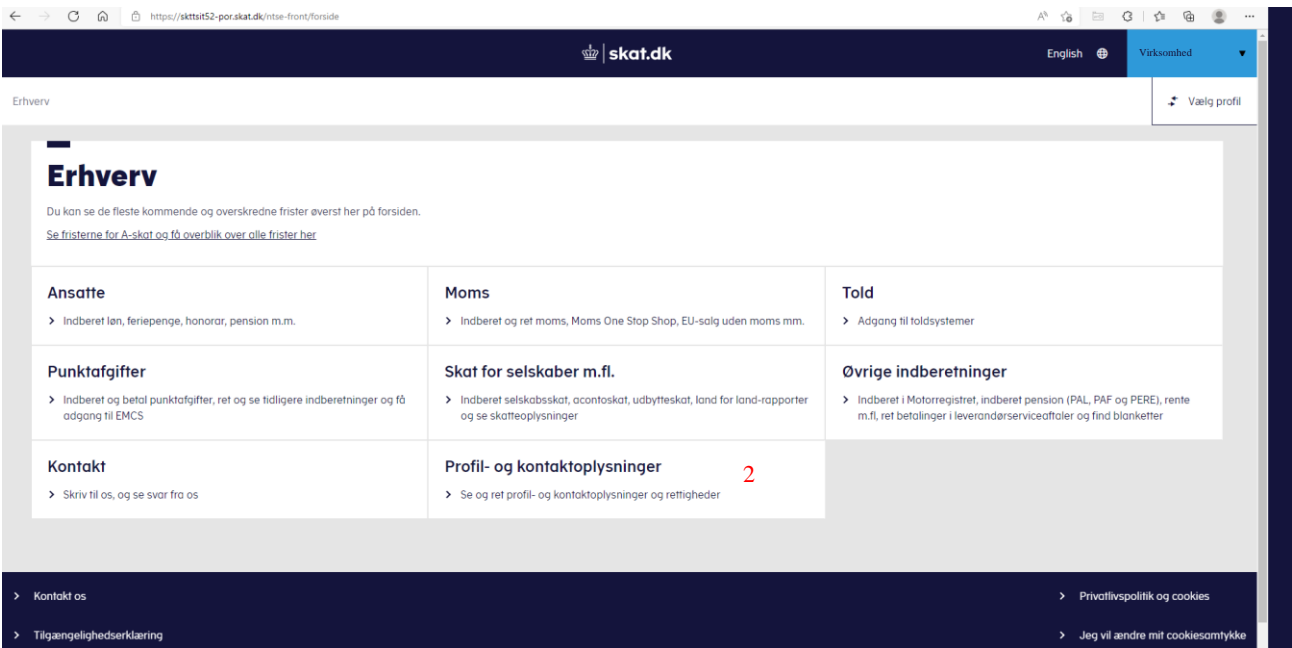 https://skttsit52-por.skat.dk/ntse-front/forside
skat.dk
English
Virksomhed
Erhverv
Vælg profil
Erhverv
Du kan se de fleste kommende og overskredne frister øverst her på forsiden.
Se fristerne for A-skat og få overblik over alle frister her
Ansatte
Indberet løn, feriepenge, honorar, pension m.m.
Moms
Indberet og ret moms, Moms One Stop Shop, EU-salg uden moms mm.
Told
Adgang til toldsystemer
Punktafgifter
Indberet og betal punktafgifter, ret og se tidligere indberetninger og få
adgang til EMCS
Skat for selskaber m.fl.
Indberet selskabsskat, acontoskat, udbytteskat, land for land-rapporter
og se skatteoplysninger
Øvrige indberetninger
Indberet i Motorregistret, indberet pension (PAL, PAF og PERE), rente
m.fl, ret betalinger i leverandørserviceaftaler og find blanketter
Kontakt
Skriv til os, og se svar fra os
Profil- og kontaktoplysninger
2
Se og ret profil- og kontaktoplysninger og rettigheder
Kontakt os
Privatlivspolitik og cookies
Tilgængelighedserklæring
Jeg vil ændre mit cookiesamtykke